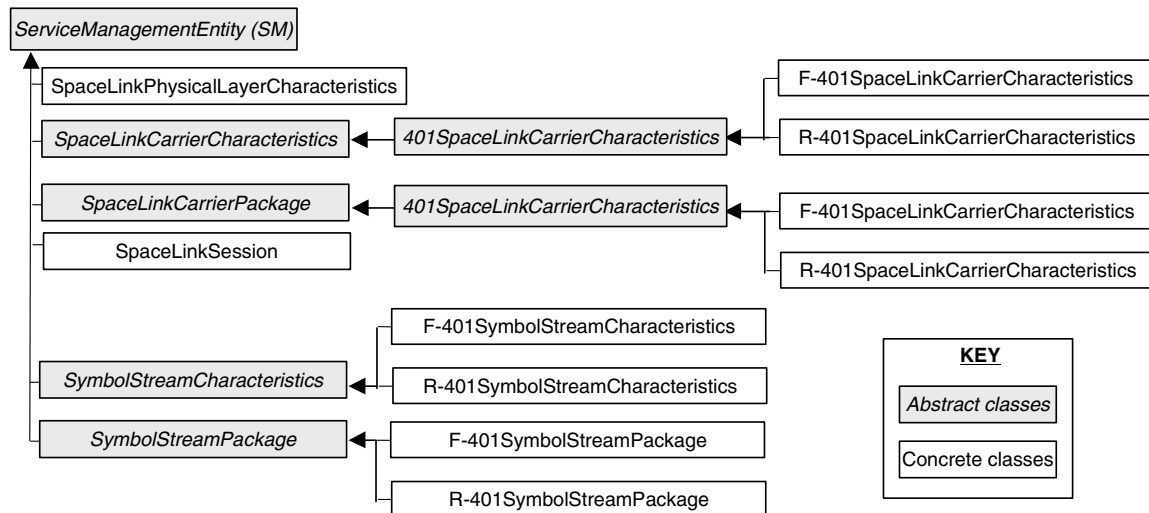 ServiceManagementEntity (SM)
SpaceLinkPhysicalLayerCharacteristics
F-401SpaceLinkCarrierCharacteristics
SpaceLinkCarrierCharacteristics
401SpaceLinkCarrierCharacteristics
R-401SpaceLinkCarrierCharacteristics
SpaceLinkCarrierPackage
401SpaceLinkCarrierCharacteristics
F-401SpaceLinkCarrierCharacteristics
SpaceLinkSession
R-401SpaceLinkCarrierCharacteristics
F-401SymbolStreamCharacteristics
SymbolStreamCharacteristics
R-401SymbolStreamCharacteristics
SymbolStreamPackage
F-401SymbolStreamPackage
R-401SymbolStreamPackage
KEY
Abstract classes
Concrete classes